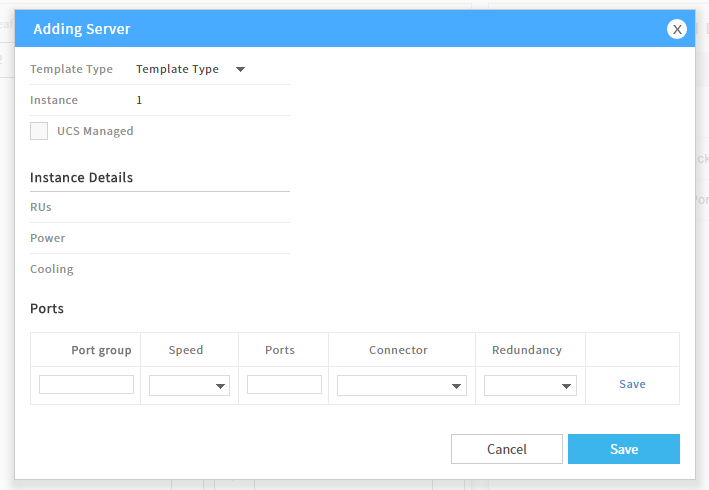 Adding Server
X
Template Type Template Type
Instance 1
UCS Managed
Instance Details
RUs
Power
Cooling
Ports
Port group Speed Ports Connector Redundancy
Save
Cancel Save